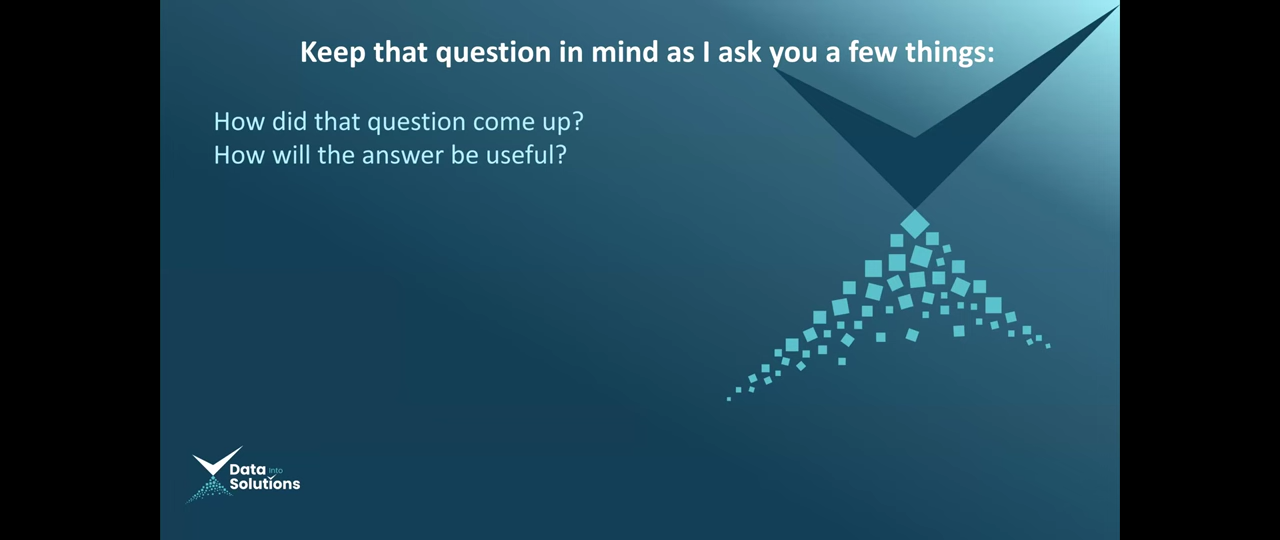 Keep that question in mind as I ask you a few things:
How did that question come up?
How will the answer be useful?
Data Into
Solutions